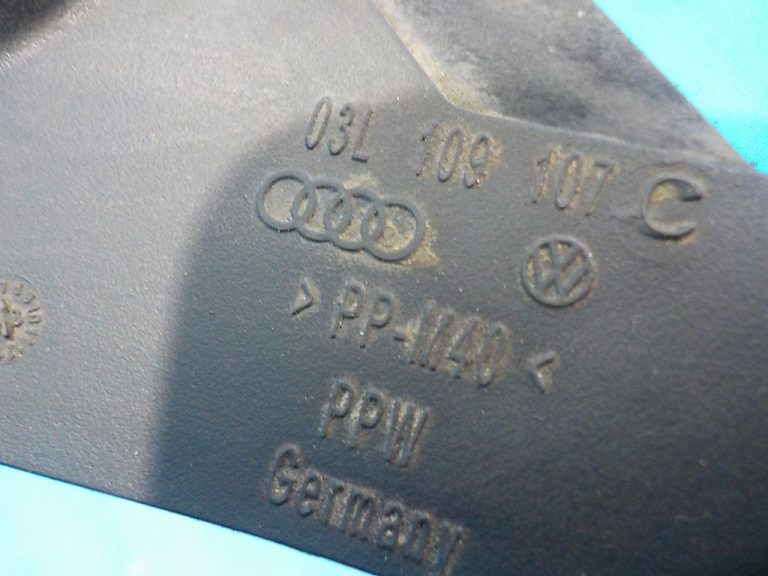 03L 109 107 C
>PP-M40<
PPW
Germany